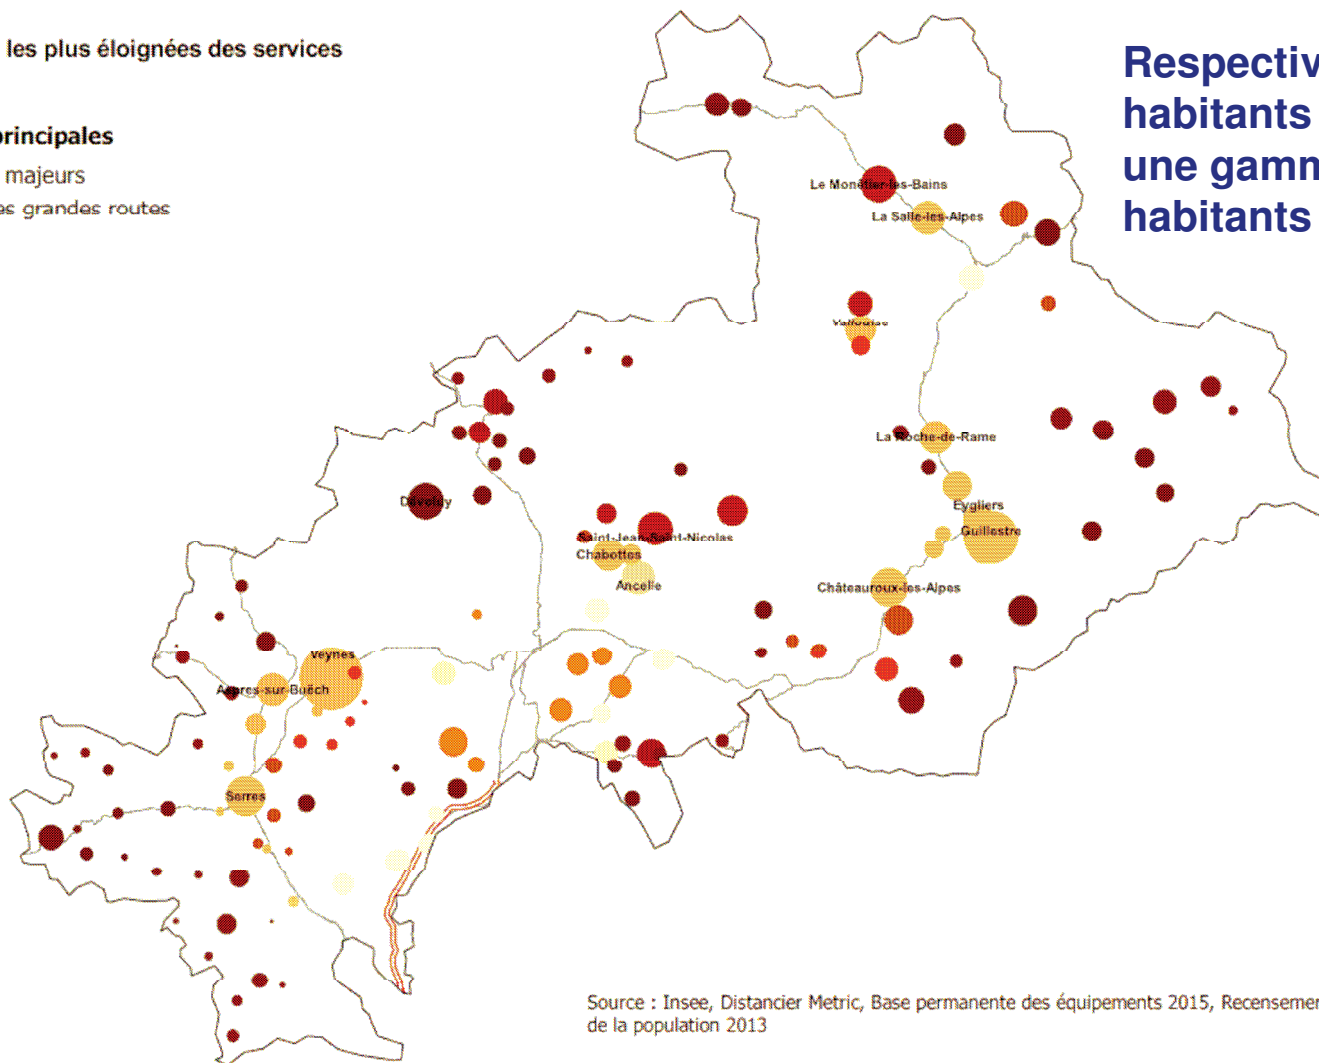 les plus éloignées des services
principales
majeurs
es grandes routes
Respectiv
habitants
une gamm
habitants
Le Monêtier-les-Bains
La Salle-les-Alpes
Vallouise
La Roche-de-Rame
Dévoluy
Eygliers
Guillestre
Saint-Jean-Saint-Nicolas
Chabottes
Ancelle
Châteauroux-les-Alpes
Veynes
Aspres-sur-Buëch
Serres
Source : Insee, Distancier Metric, Base permanente des équipements 2015, Recensemen
de la population 2013